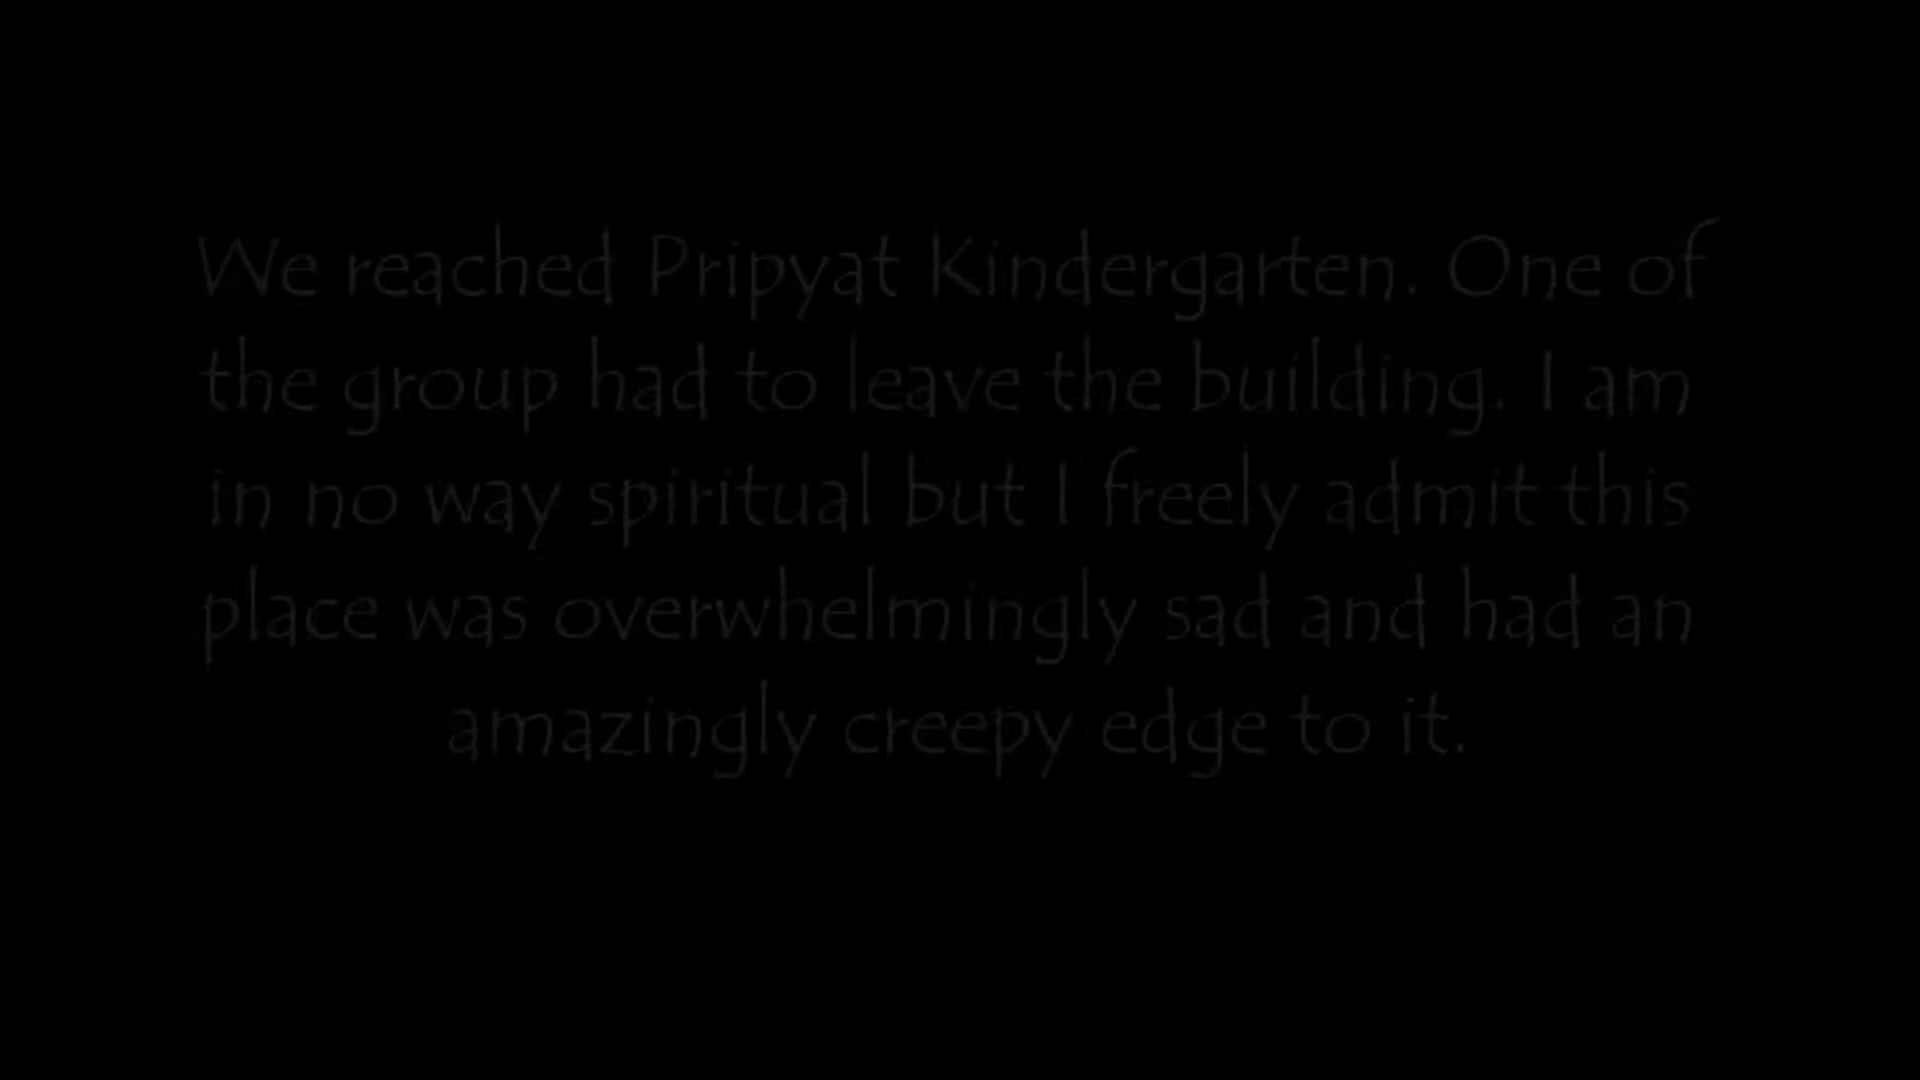 We reached Pripyat Kindergarten. One of
the group had to leave the building. I am
in no way spiritual but I freely admit this
place was overwhelmingly sad and had an
amazingly creepy edge to it.